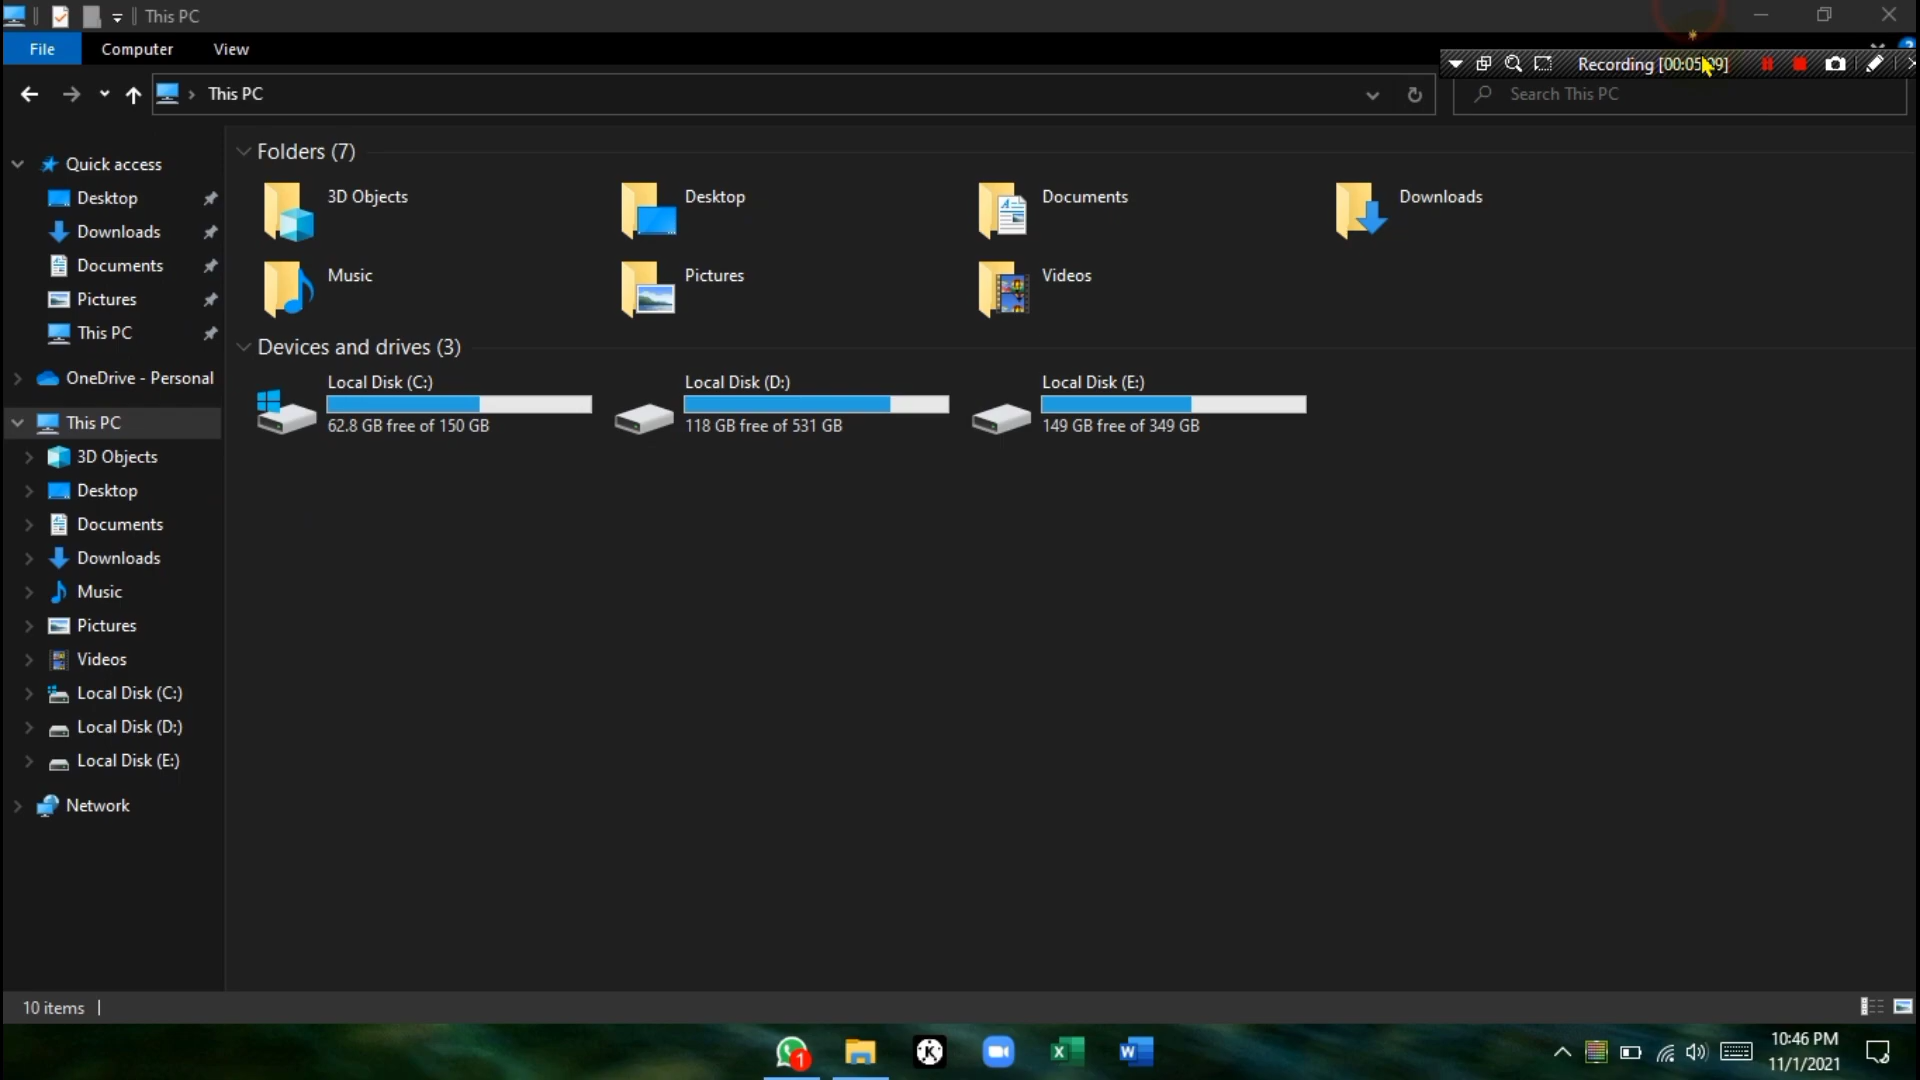 This PC
File Computer View
Recording [00:05:09]
This PC
Search This PC
Quick access
Desktop
Downloads
Documents
Pictures
This PC
OneDrive - Personal
This PC
3D Objects
Desktop
Documents
Downloads
Music
Pictures
Videos
Local Disk (C:)
Local Disk (D:)
Local Disk (E:)
Network
Folders (7)
3D Objects
Desktop
Documents
Downloads
Music
Pictures
Videos
Devices and drives (3)
Local Disk (C:)
62.8 GB free of 150 GB
Local Disk (D:)
118 GB free of 531 GB
Local Disk (E:)
149 GB free of 349 GB
10 items
1
10:46 PM
11/1/2021